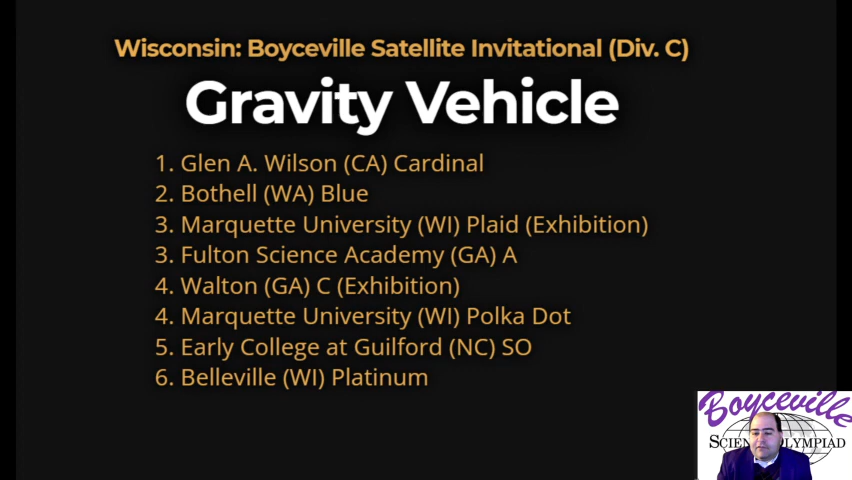 Wisconsin: Boyceville Satellite Invitational (Div. C)
Gravity Vehicle
1. Glen A. Wilson (CA) Cardinal
2. Bothell (WA) Blue
3. Marquette University (WI) Plaid (Exhibition)
3. Fulton Science Academy (GA) A
4. Walton (GA) C (Exhibition)
4. Marquette University (WI) Polka Dot
5. Early College at Guilford (NC) SO
6. Belleville (WI) Platinum
Boyceville